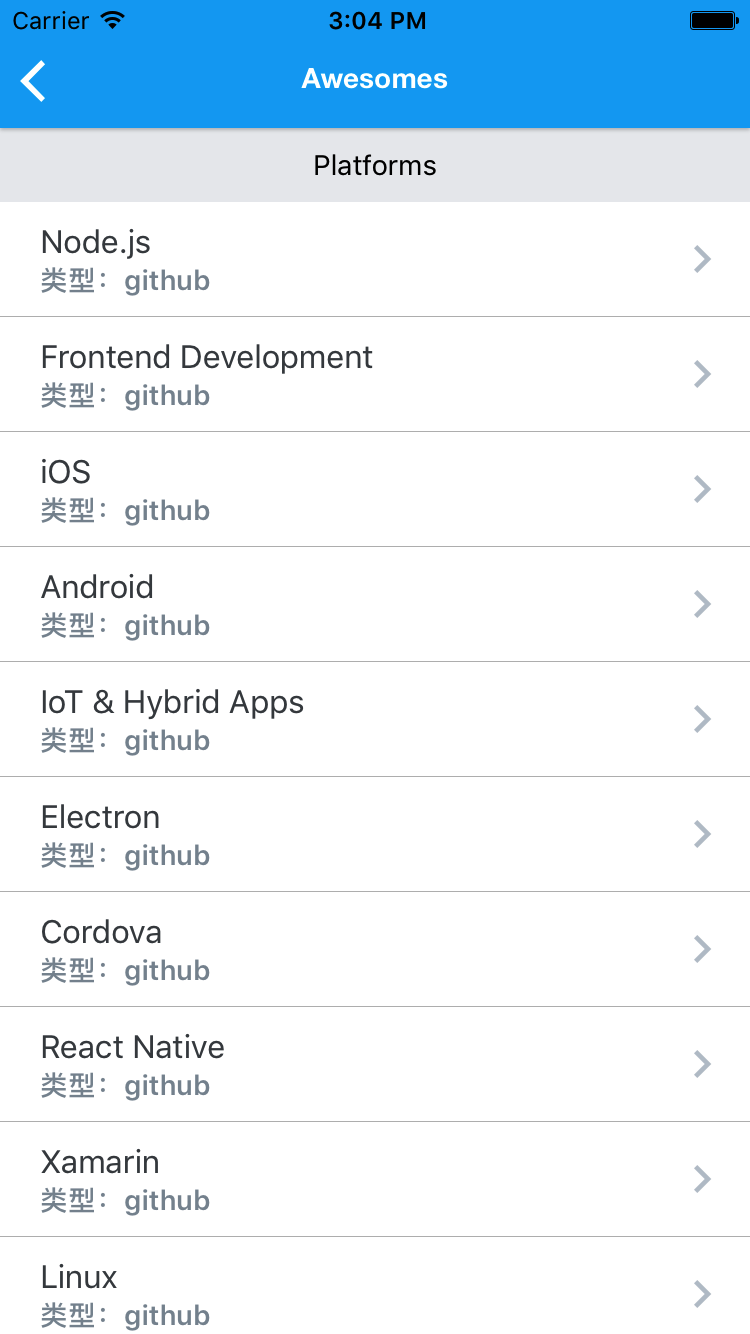 Carrier 3:04 PM
Awesomes
Platforms
Node.js
类型：github
Frontend Development
类型：github
iOS
类型：github
Android
类型：github
IoT & Hybrid Apps
类型：github
Electron
类型：github
Cordova
类型：github
React Native
类型：github
Xamarin
类型：github
Linux
类型：github